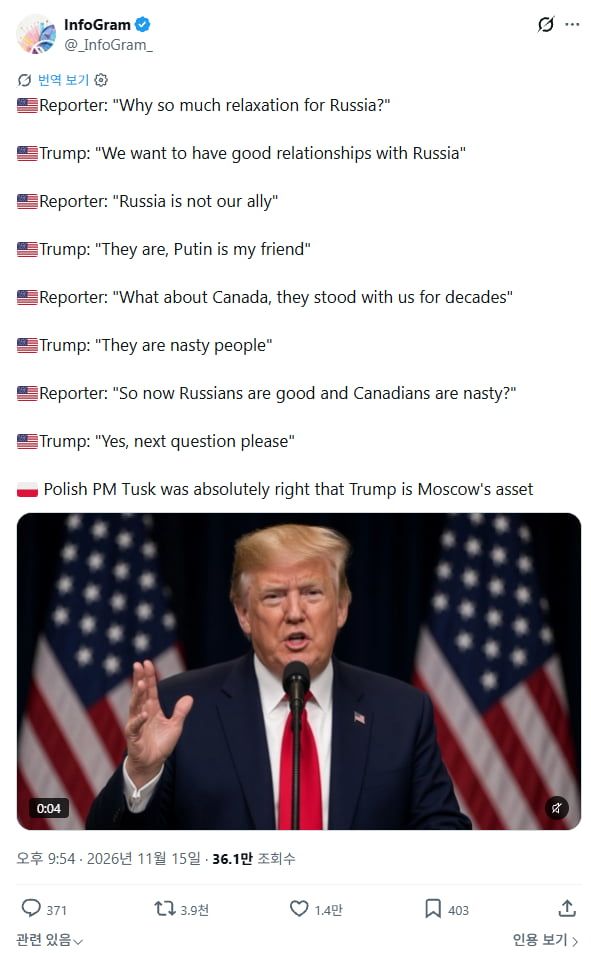 InfoGram
@_InfoGram_
번역 보기
🇺🇸Reporter: "Why so much relaxation for Russia?"
🇺🇸Trump: "We want to have good relationships with Russia"
🇺🇸Reporter: "Russia is not our ally"
🇺🇸Trump: "They are, Putin is my friend"
🇺🇸Reporter: "What about Canada, they stood with us for decades"
🇺🇸Trump: "They are nasty people"
🇺🇸Reporter: "So now Russians are good and Canadians are nasty?"
🇺🇸Trump: "Yes, next question please"
🇵🇱 Polish PM Tusk was absolutely right that Trump is Moscow's asset
0:04
오후 9:54 · 2026년 11월 15일 · 36.1만 조회수
371 3.9천 1.4만 403
관련 있음 인용 보기